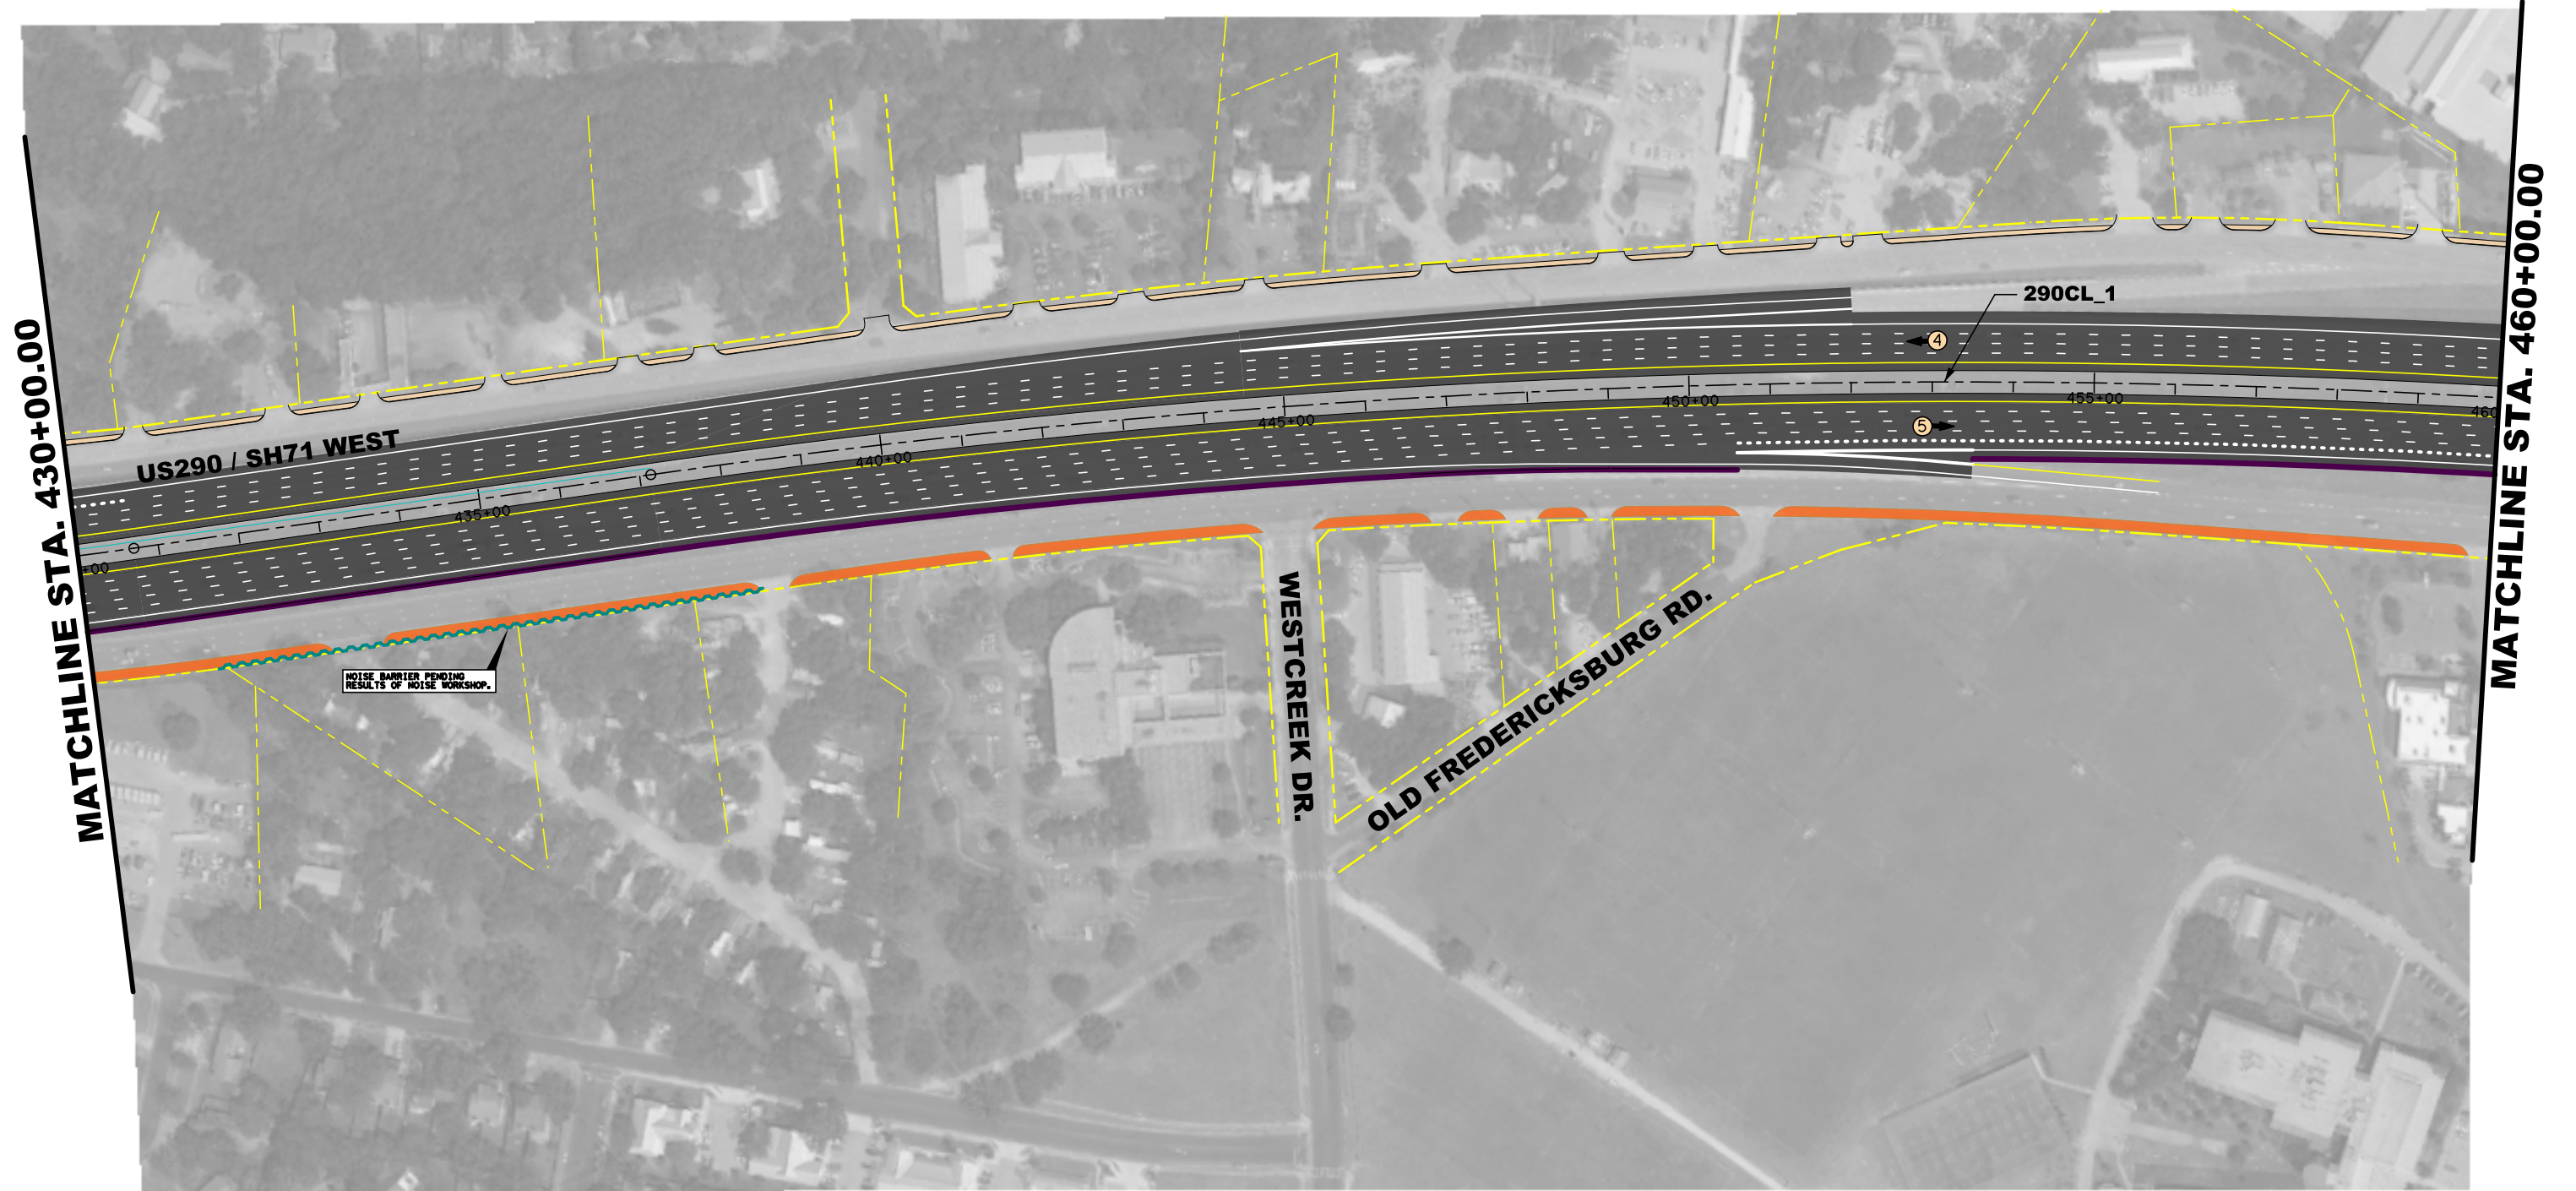 MATCHLINE STA. 430+00.00
US290 / SH71 WEST
290CL_1
4
5
+00
435+00
440+00
445+00
450+00
455+00
460
NOISE BARRIER PENDING
RESULTS OF NOISE WORKSHOP.
WESTCREEK DR.
OLD FREDERICKSBURG RD.
MATCHLINE STA. 460+00.00